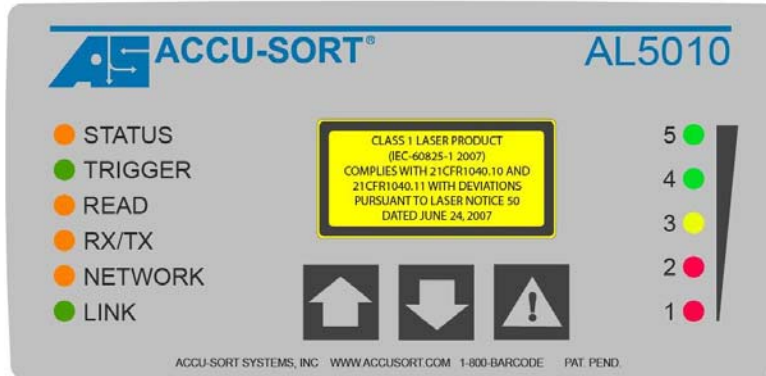 ACCU-SORT®
AL5010
STATUS
TRIGGER
READ
RX/TX
NETWORK
LINK
CLASS 1 LASER PRODUCT
(IEC-60825-1 2007)
COMPLIES WITH 21CFR1040.10 AND
21CFR1040.11 WITH DEVIATIONS
PURSUANT TO LASER NOTICE 50
DATED JUNE 24, 2007
5
4
3
2
1
ACCU-SORT SYSTEMS, INC WWW.ACCUSORT.COM 1-800-BARCODE PAT. PEND.